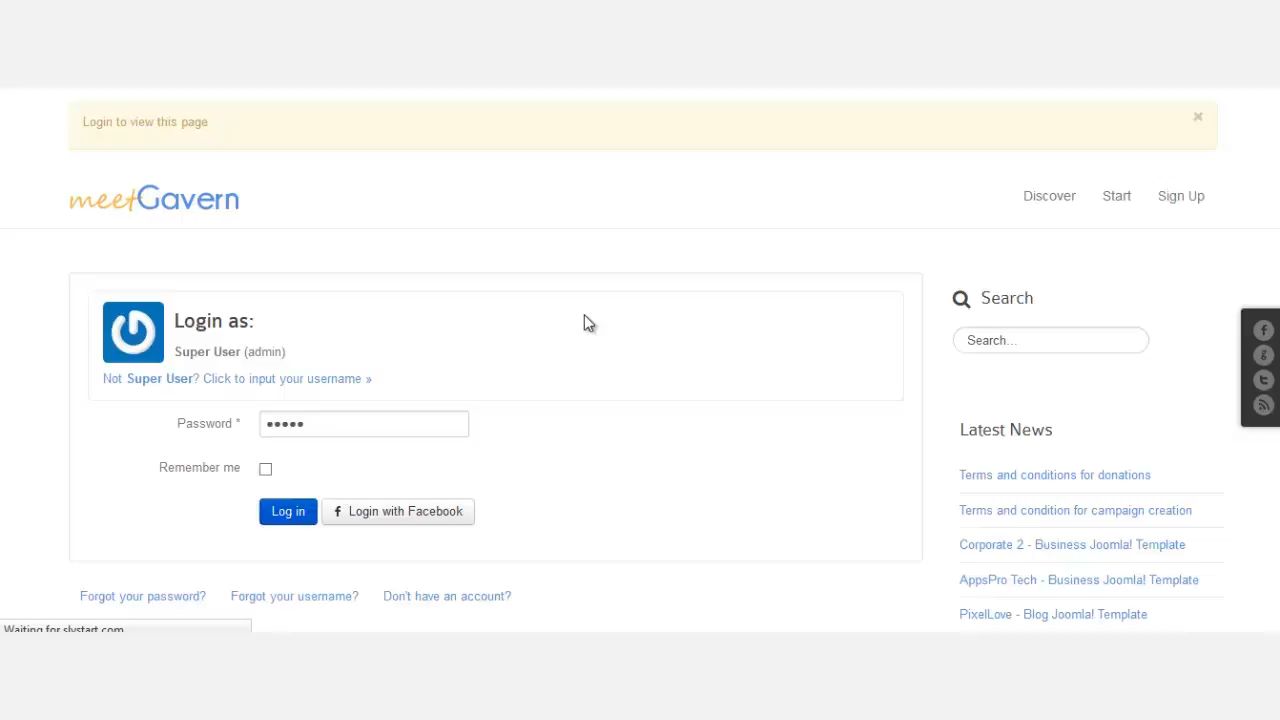 Login to view this page
×
meetGavern
Discover Start Sign Up
Login as:
Super User (admin)
Not Super User? Click to input your username »
Password *
•••••
Remember me
Log in
Login with Facebook
Forgot your password? Forgot your username? Don't have an account?
Search
Search...
Latest News
Terms and conditions for donations
Terms and condition for campaign creation
Corporate 2 - Business Joomla! Template
AppsPro Tech - Business Joomla! Template
PixelLove - Blog Joomla! Template
Waiting for slystart.com